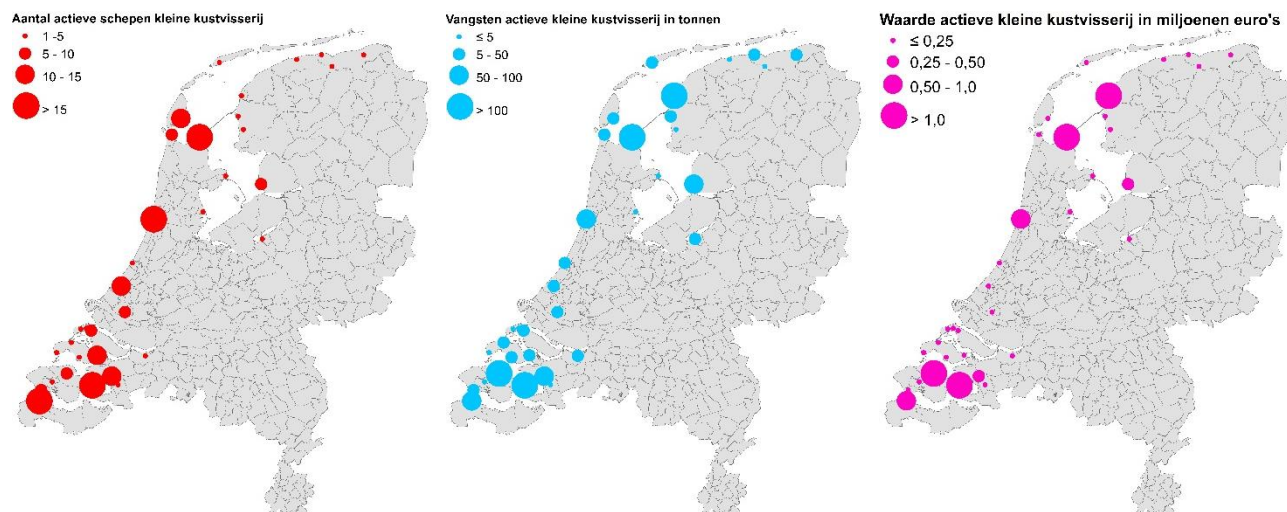 Aantal actieve schepen kleine kustvisserij
1 -5
5 - 10
10 - 15
> 15
Vangsten actieve kleine kustvisserij in tonnen
≤ 5
5 - 50
50 - 100
> 100
Waarde actieve kleine kustvisserij in miljoenen euro's
≤ 0,25
0,25 - 0,50
0,50 - 1,0
> 1,0